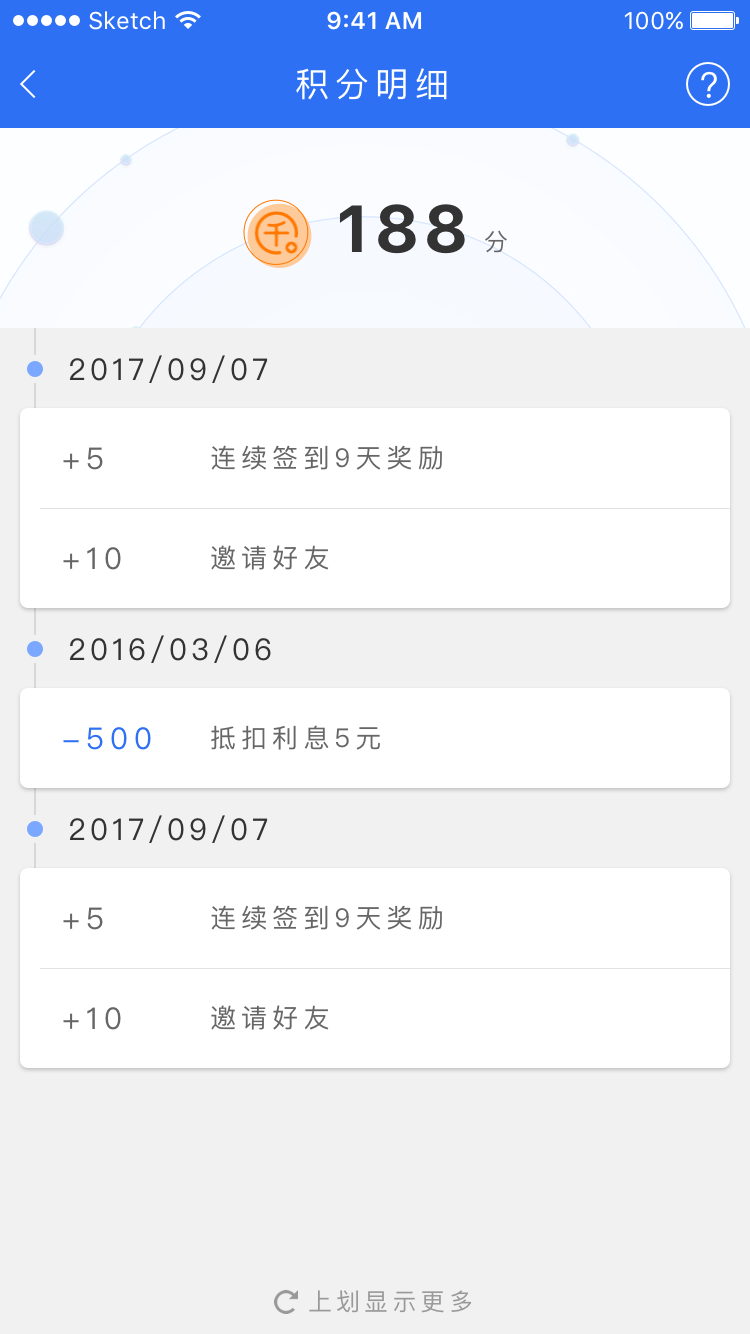 Sketch 9:41 AM 100%
积分明细 ?
千 188 分
2017/09/07
+5 连续签到9天奖励
+10 邀请好友
2016/03/06
-500 抵扣利息5元
2017/09/07
+5 连续签到9天奖励
+10 邀请好友
上划显示更多